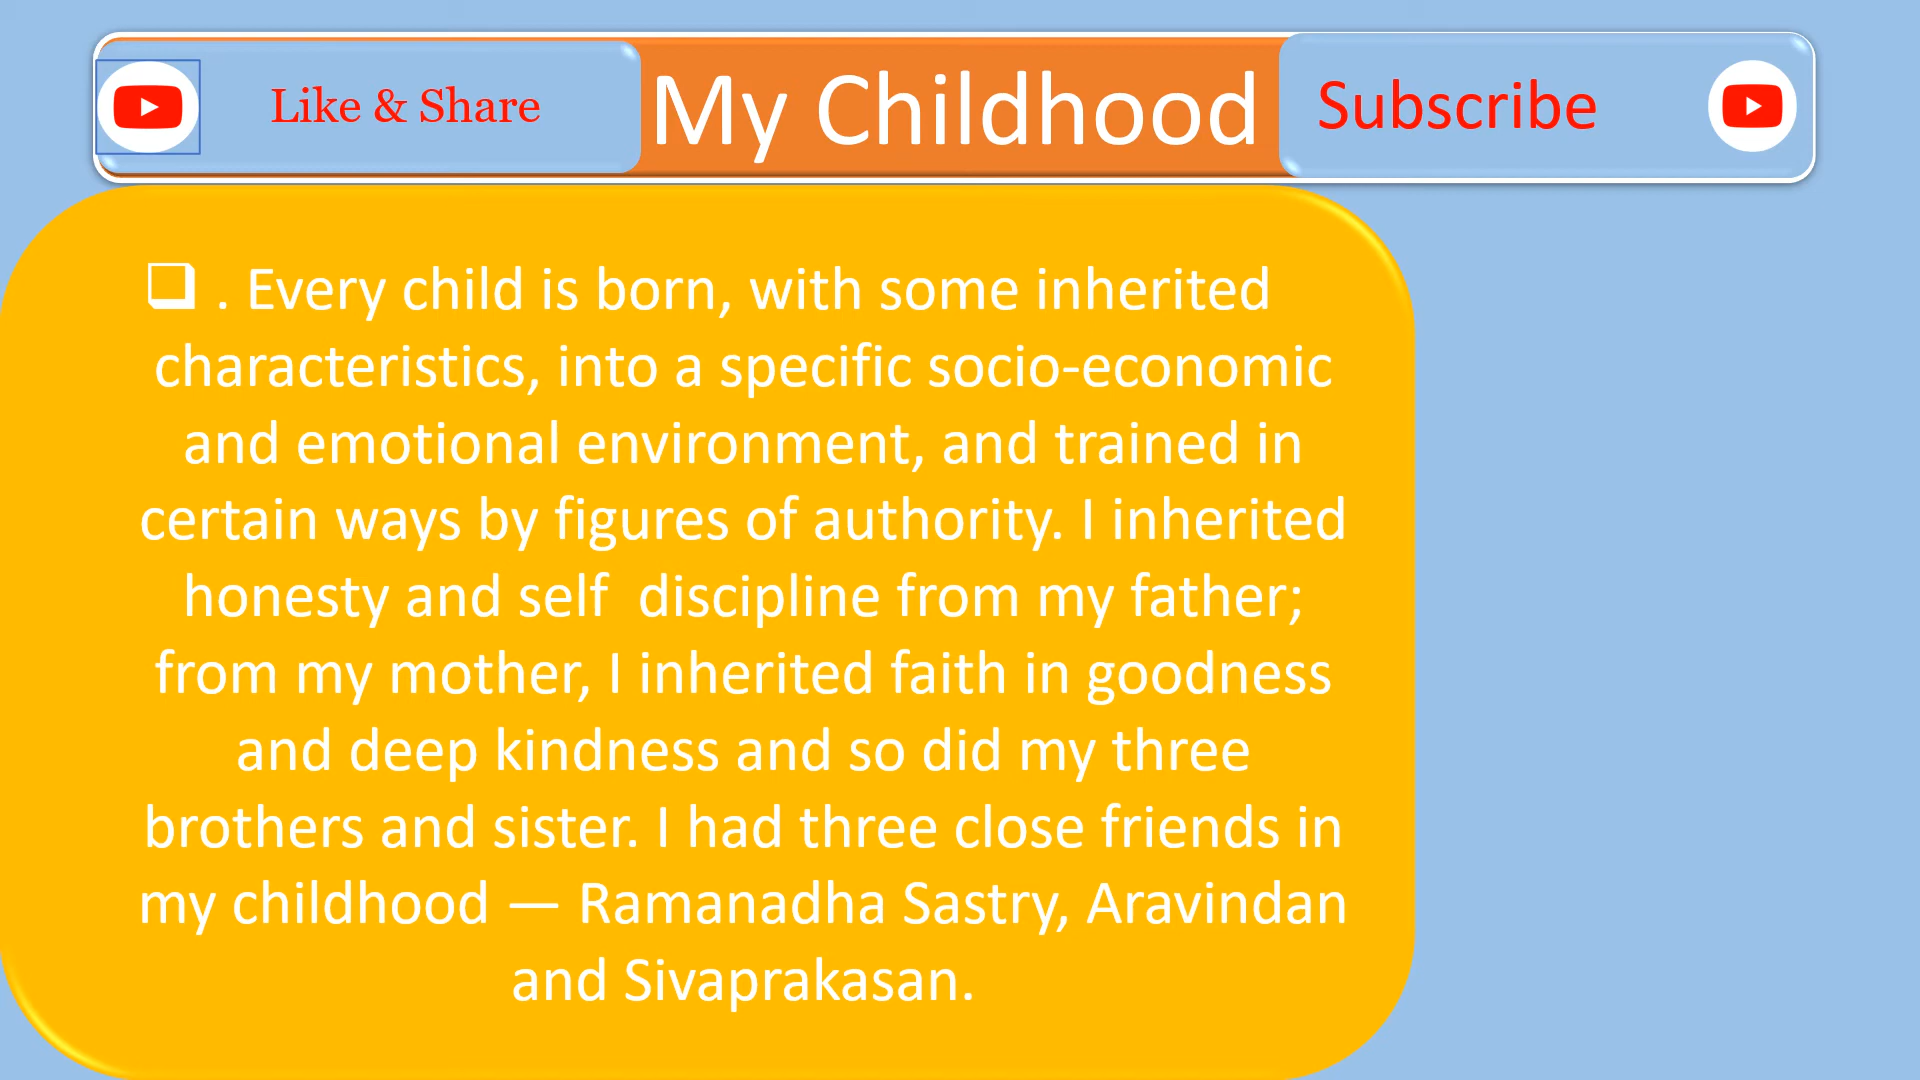 Like & Share
My Childhood
Subscribe
❑ . Every child is born, with some inherited
characteristics, into a specific socio-economic
and emotional environment, and trained in
certain ways by figures of authority. I inherited
honesty and self  discipline from my father;
from my mother, I inherited faith in goodness
and deep kindness and so did my three
brothers and sister. I had three close friends in
my childhood — Ramanadha Sastry, Aravindan
and Sivaprakasan.